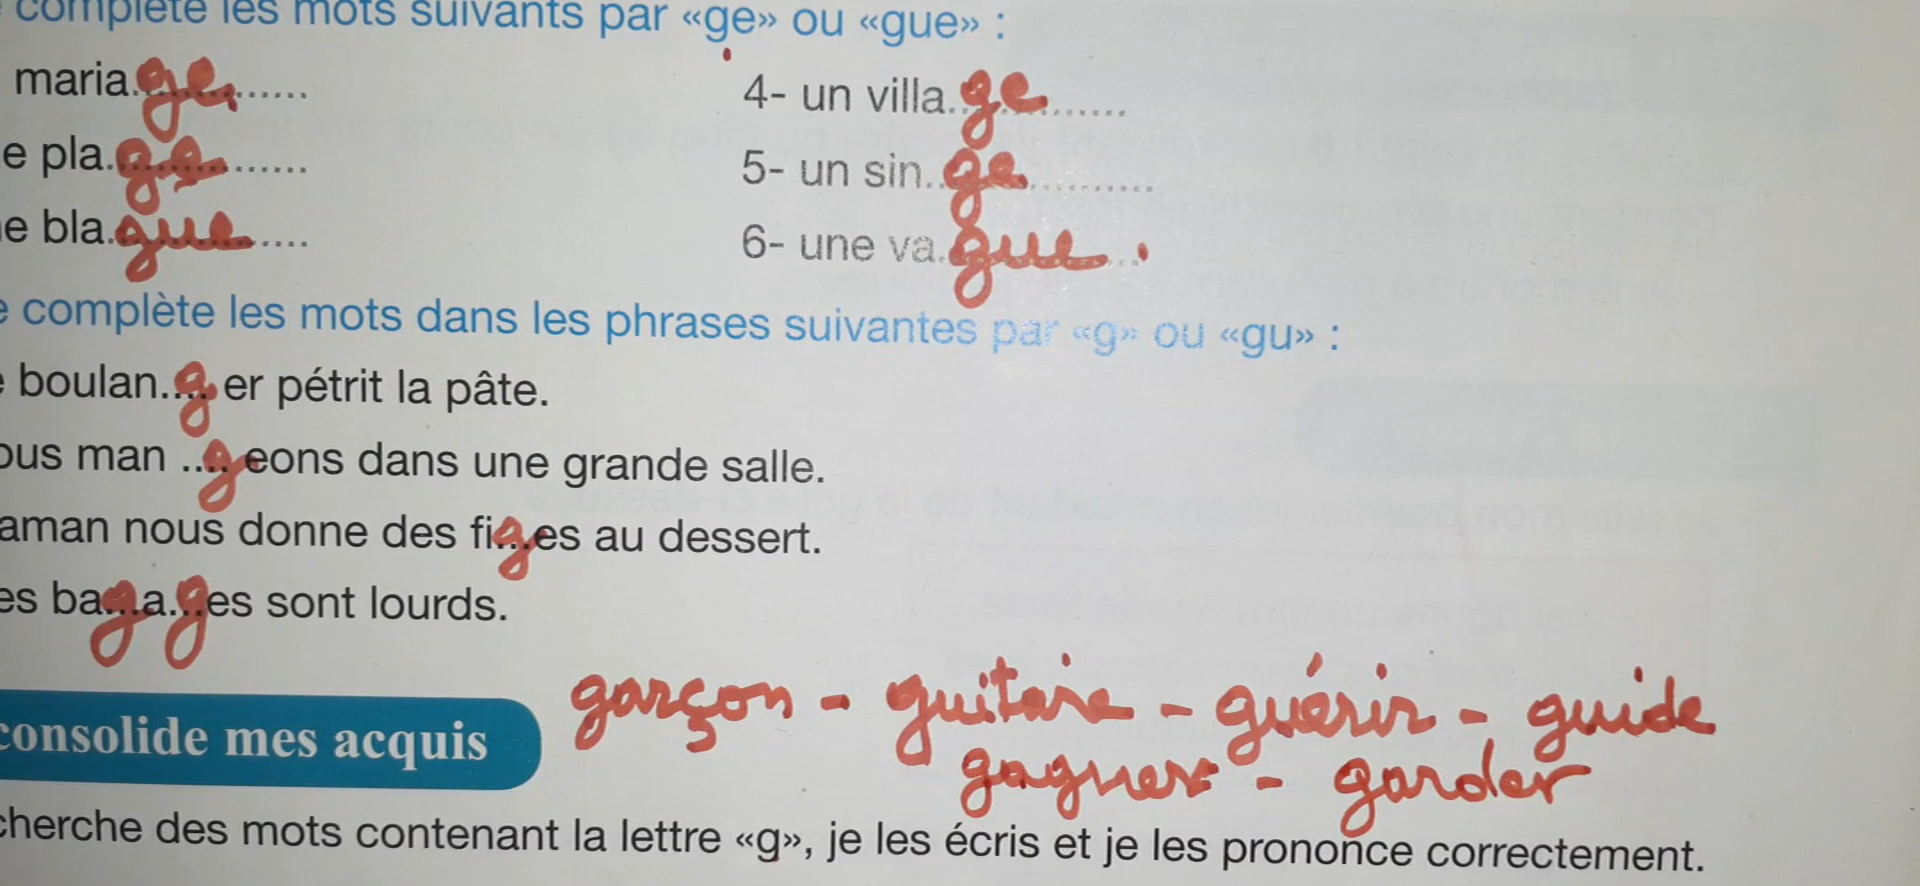 complète les mots suivants par «ge» ou «gue» :
maria.ge..... 4- un villa.ge......
e pla.ge..... 5- un sin..ge..........
e bla.gue.... 6- une va.gue...
complète les mots dans les phrases suivantes par «g» ou «gu» :
boulan...g er pétrit la pâte.
ous man ...geons dans une grande salle.
aman nous donne des fi..ges au dessert.
es ba.g.a.g.es sont lourds.
garçon - guitare - guérir - guide
consolide mes acquis
gagner - garder
cherche des mots contenant la lettre «g», je les écris et je les prononce correctement.